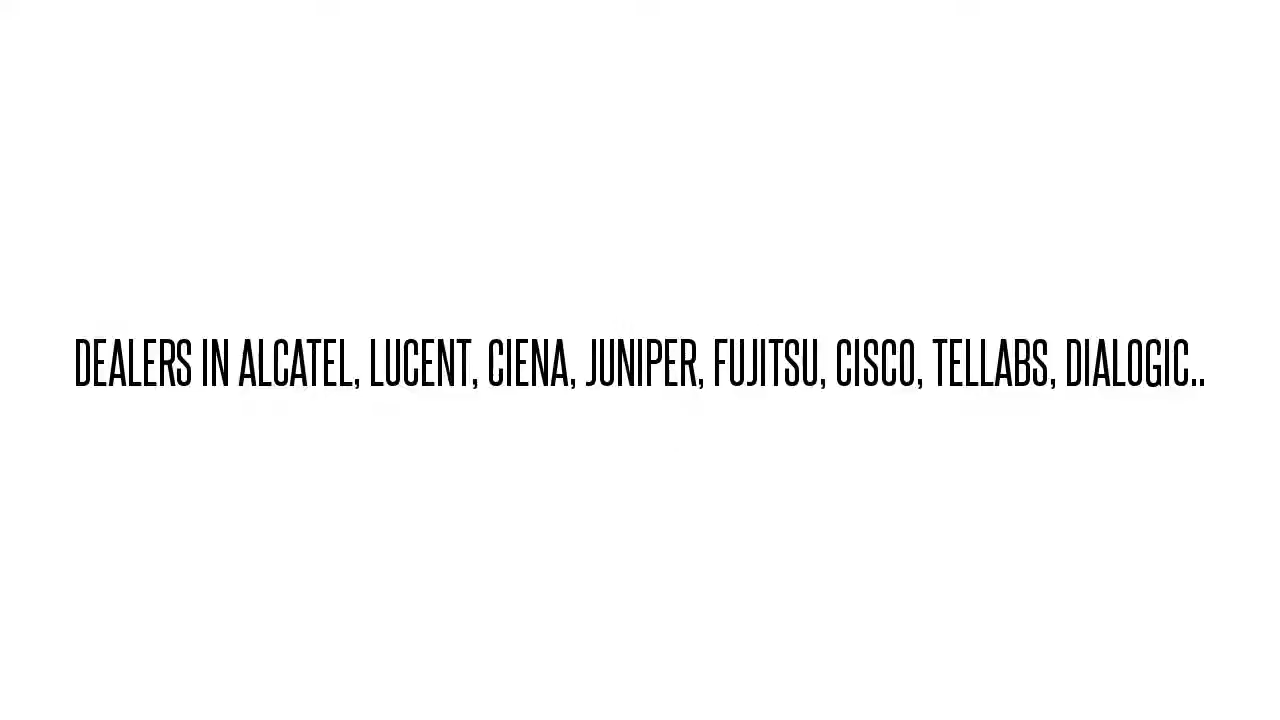 DEALERS IN ALCATEL, LUCENT, CIENA, JUNIPER, FUJITSU, CISCO, TELLABS, DIALOGIC..